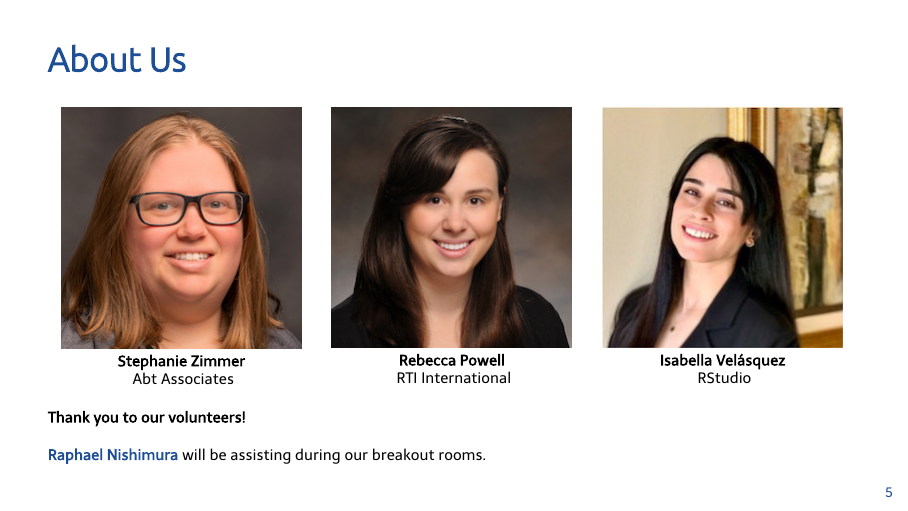 About Us
Stephanie Zimmer
Abt Associates
Rebecca Powell
RTI International
Isabella Velásquez
RStudio
Thank you to our volunteers!
Raphael Nishimura will be assisting during our breakout rooms.
5